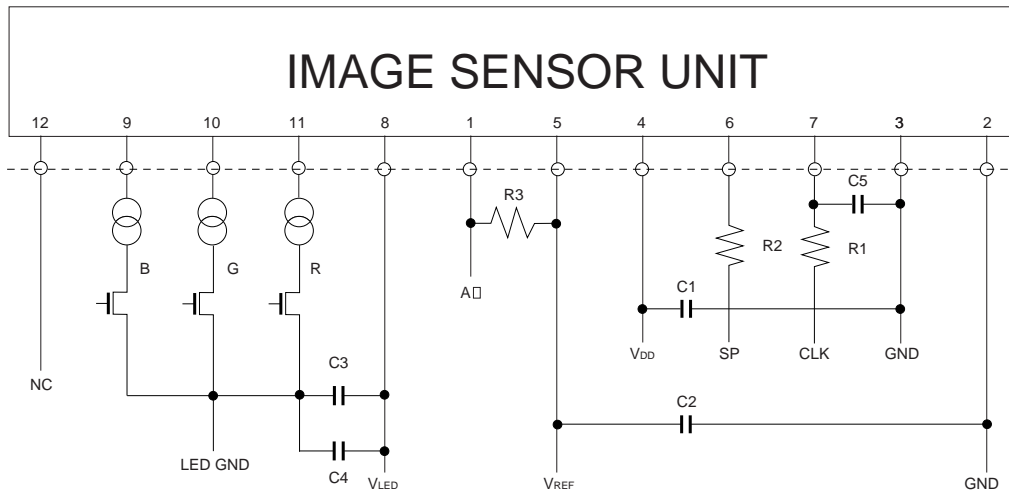 IMAGE SENSOR UNIT
12 9 10 11 8 1 5 4 6 7 3 2
R3 C5
R2 R1
B G R
A
C1
VDD SP CLK GND
C3
NC
C2
LED GND C4 VLED VREF GND